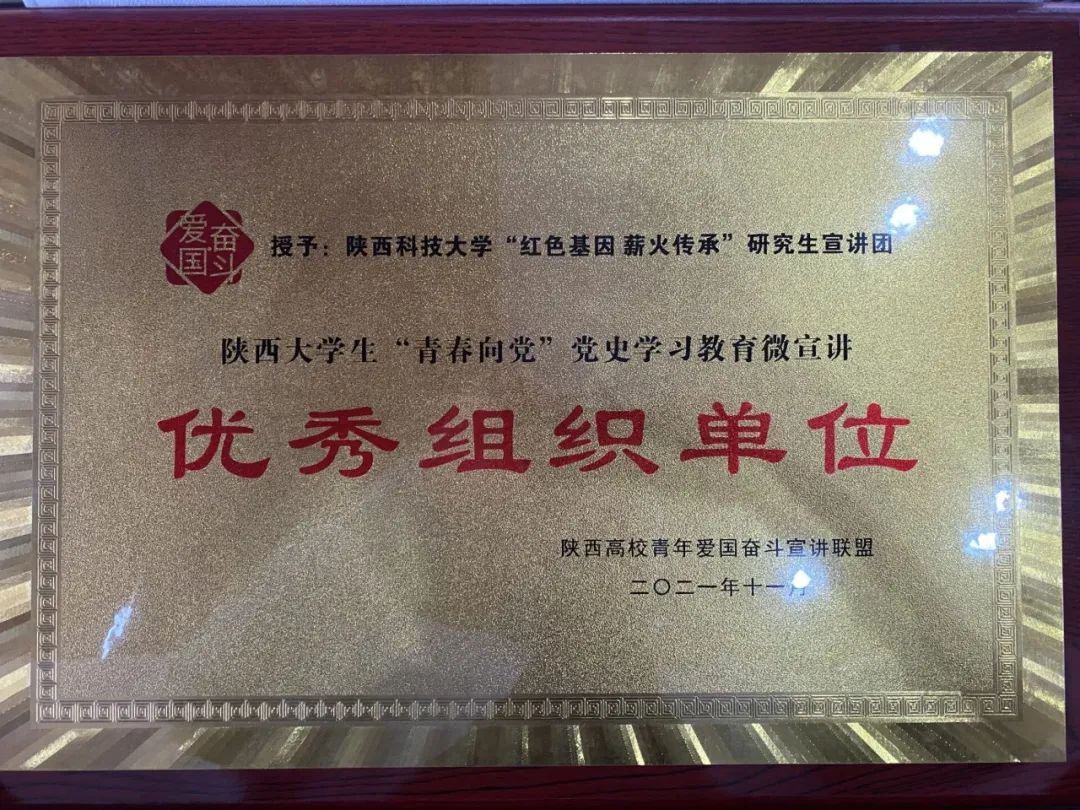 爱国
奋斗
授予：陕西科技大学“红色基因 薪火传承”研究生宣讲团
陕西大学生“青春向党”党史学习教育微宣讲
优秀组织单位
陕西高校青年爱国奋斗宣讲联盟
二〇二一年十一月